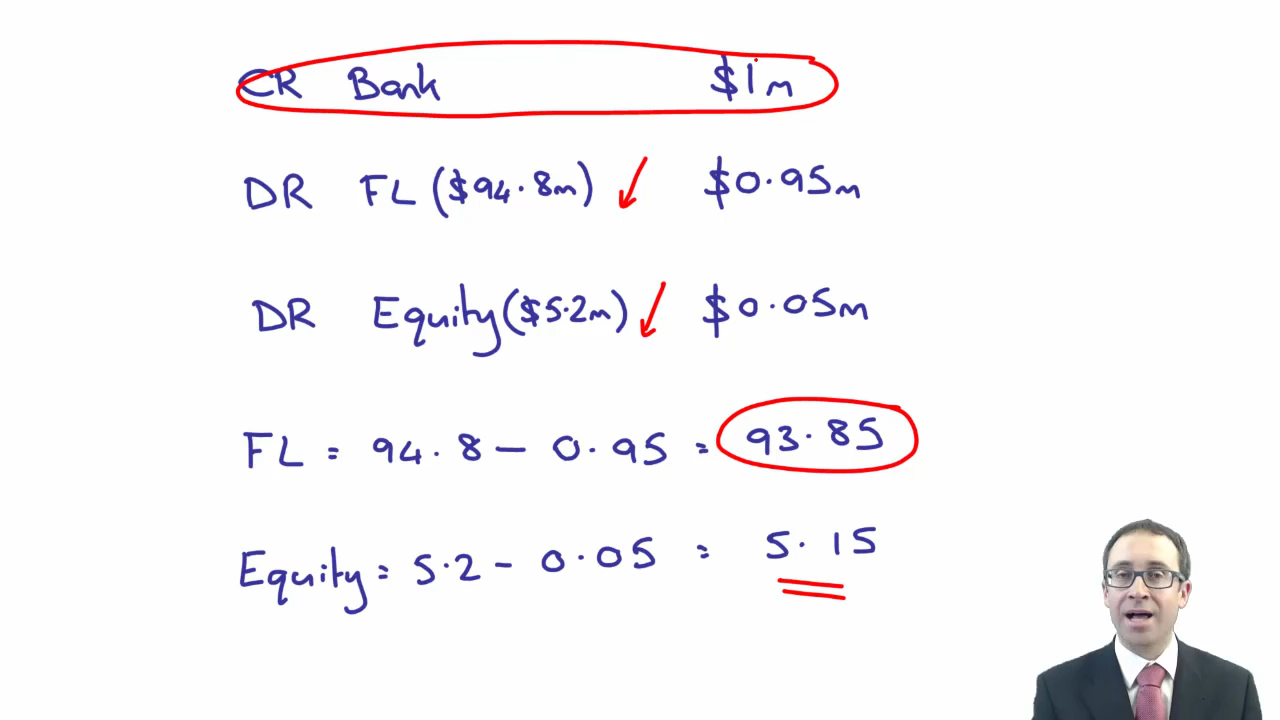 CR Bank $1m
DR FL ($94.8m) $0.95m
DR Equity ($5.2m) $0.05m
FL = 94.8 - 0.95 = 93.85
Equity = 5.2 - 0.05 = 5.15